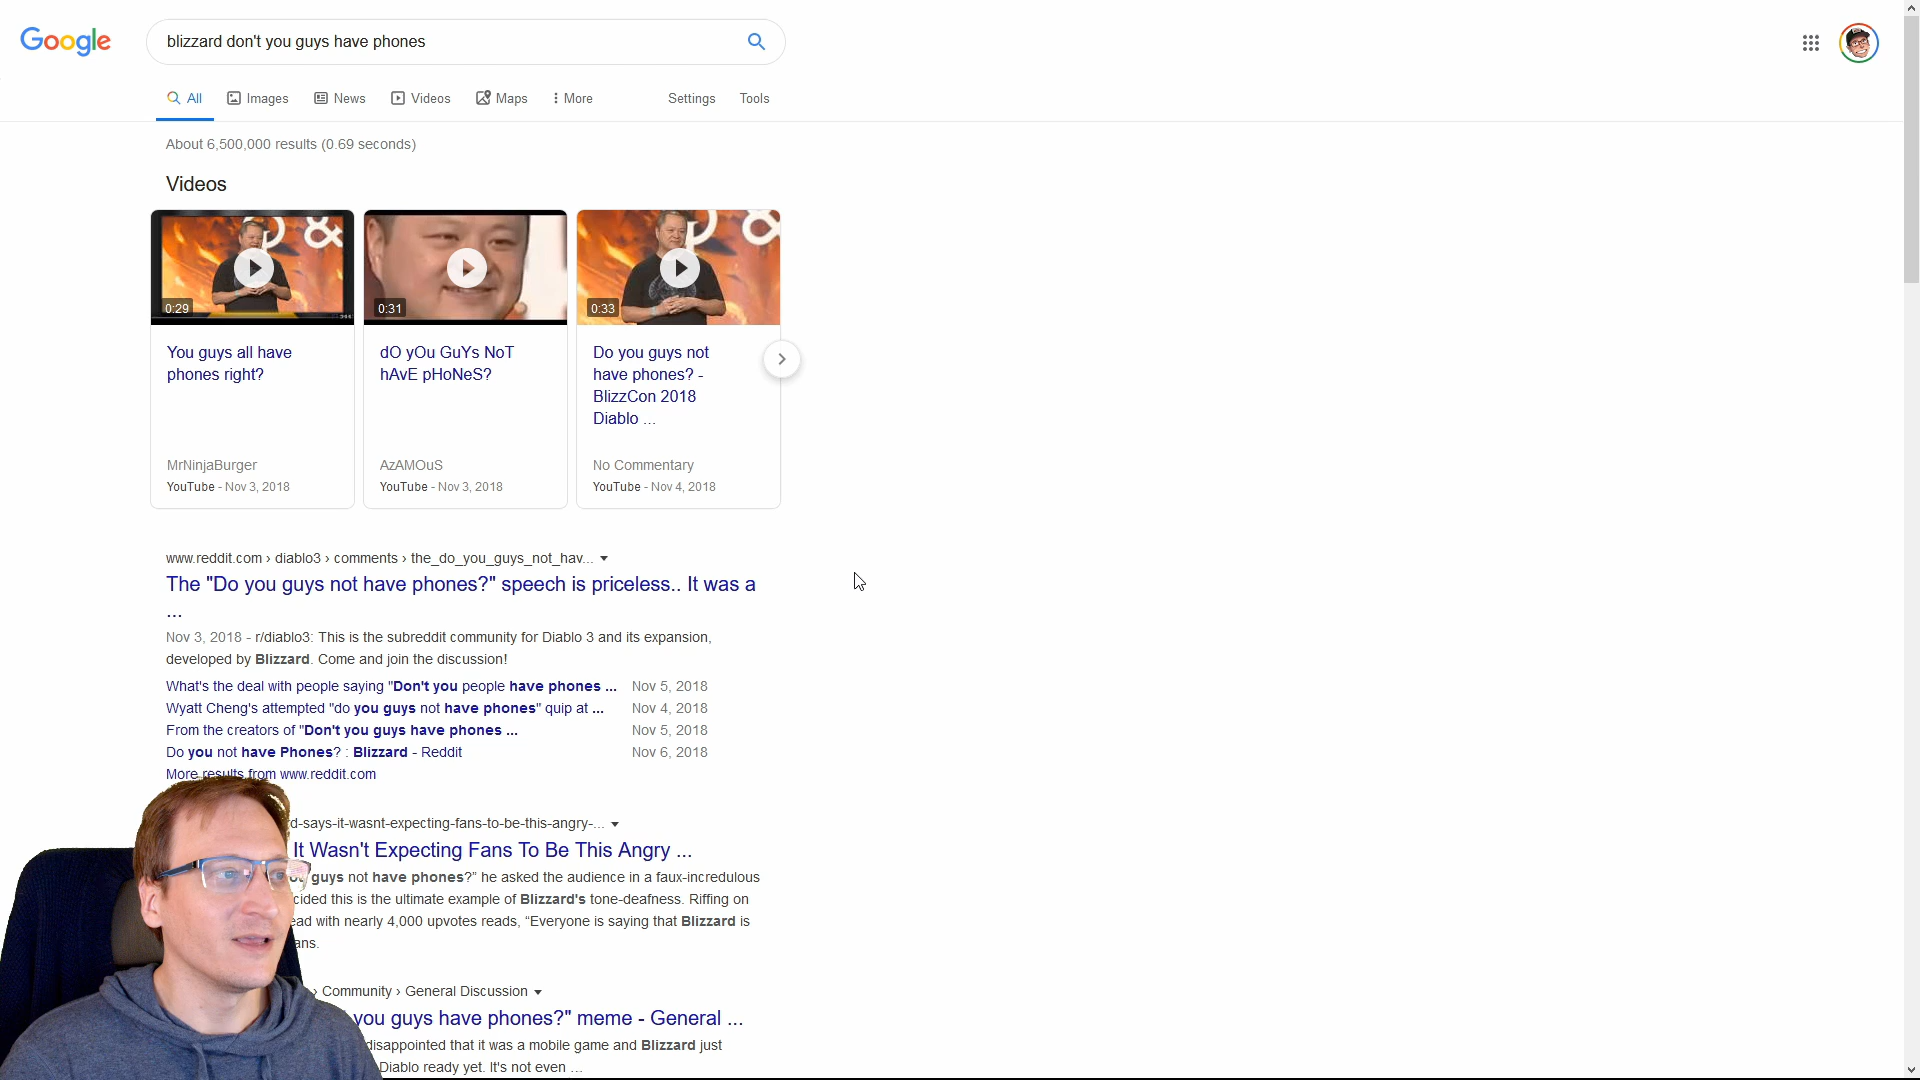 Google
blizzard don't you guys have phones
All
Images
News
Videos
Maps
More
Settings
Tools
About 6,500,000 results (0.69 seconds)
Videos
0:29
0:31
0:33
You guys all have
phones right?
MrNinjaBurger
YouTube - Nov 3, 2018
dO yOu GuYs NoT
hAvE pHoNeS?
AzAMOuS
YouTube - Nov 3, 2018
Do you guys not
have phones? -
BlizzCon 2018
Diablo ...
No Commentary
YouTube - Nov 4, 2018
www.reddit.com › diablo3 › comments › the_do_you_guys_not_hav...
The "Do you guys not have phones?" speech is priceless.. It was a
...
Nov 3, 2018 - r/diablo3: This is the subreddit community for Diablo 3 and its expansion,
developed by Blizzard. Come and join the discussion!
What's the deal with people saying "Don't you people have phones ... Nov 5, 2018
Wyatt Cheng's attempted "do you guys not have phones" quip at ... Nov 4, 2018
From the creators of "Don't you guys have phones ... Nov 5, 2018
Do you not have Phones? : Blizzard - Reddit Nov 6, 2018
More results from www.reddit.com
d-says-it-wasnt-expecting-fans-to-be-this-angry-...
It Wasn't Expecting Fans To Be This Angry ...
guys not have phones?” he asked the audience in a faux-incredulous
this is the ultimate example of Blizzard's tone-deafness. Riffing on
with nearly 4,000 upvotes reads, “Everyone is saying that Blizzard is
› Community › General Discussion
you guys have phones?" meme - General ...
disappointed that it was a mobile game and Blizzard just
Diablo ready yet. It's not even ...